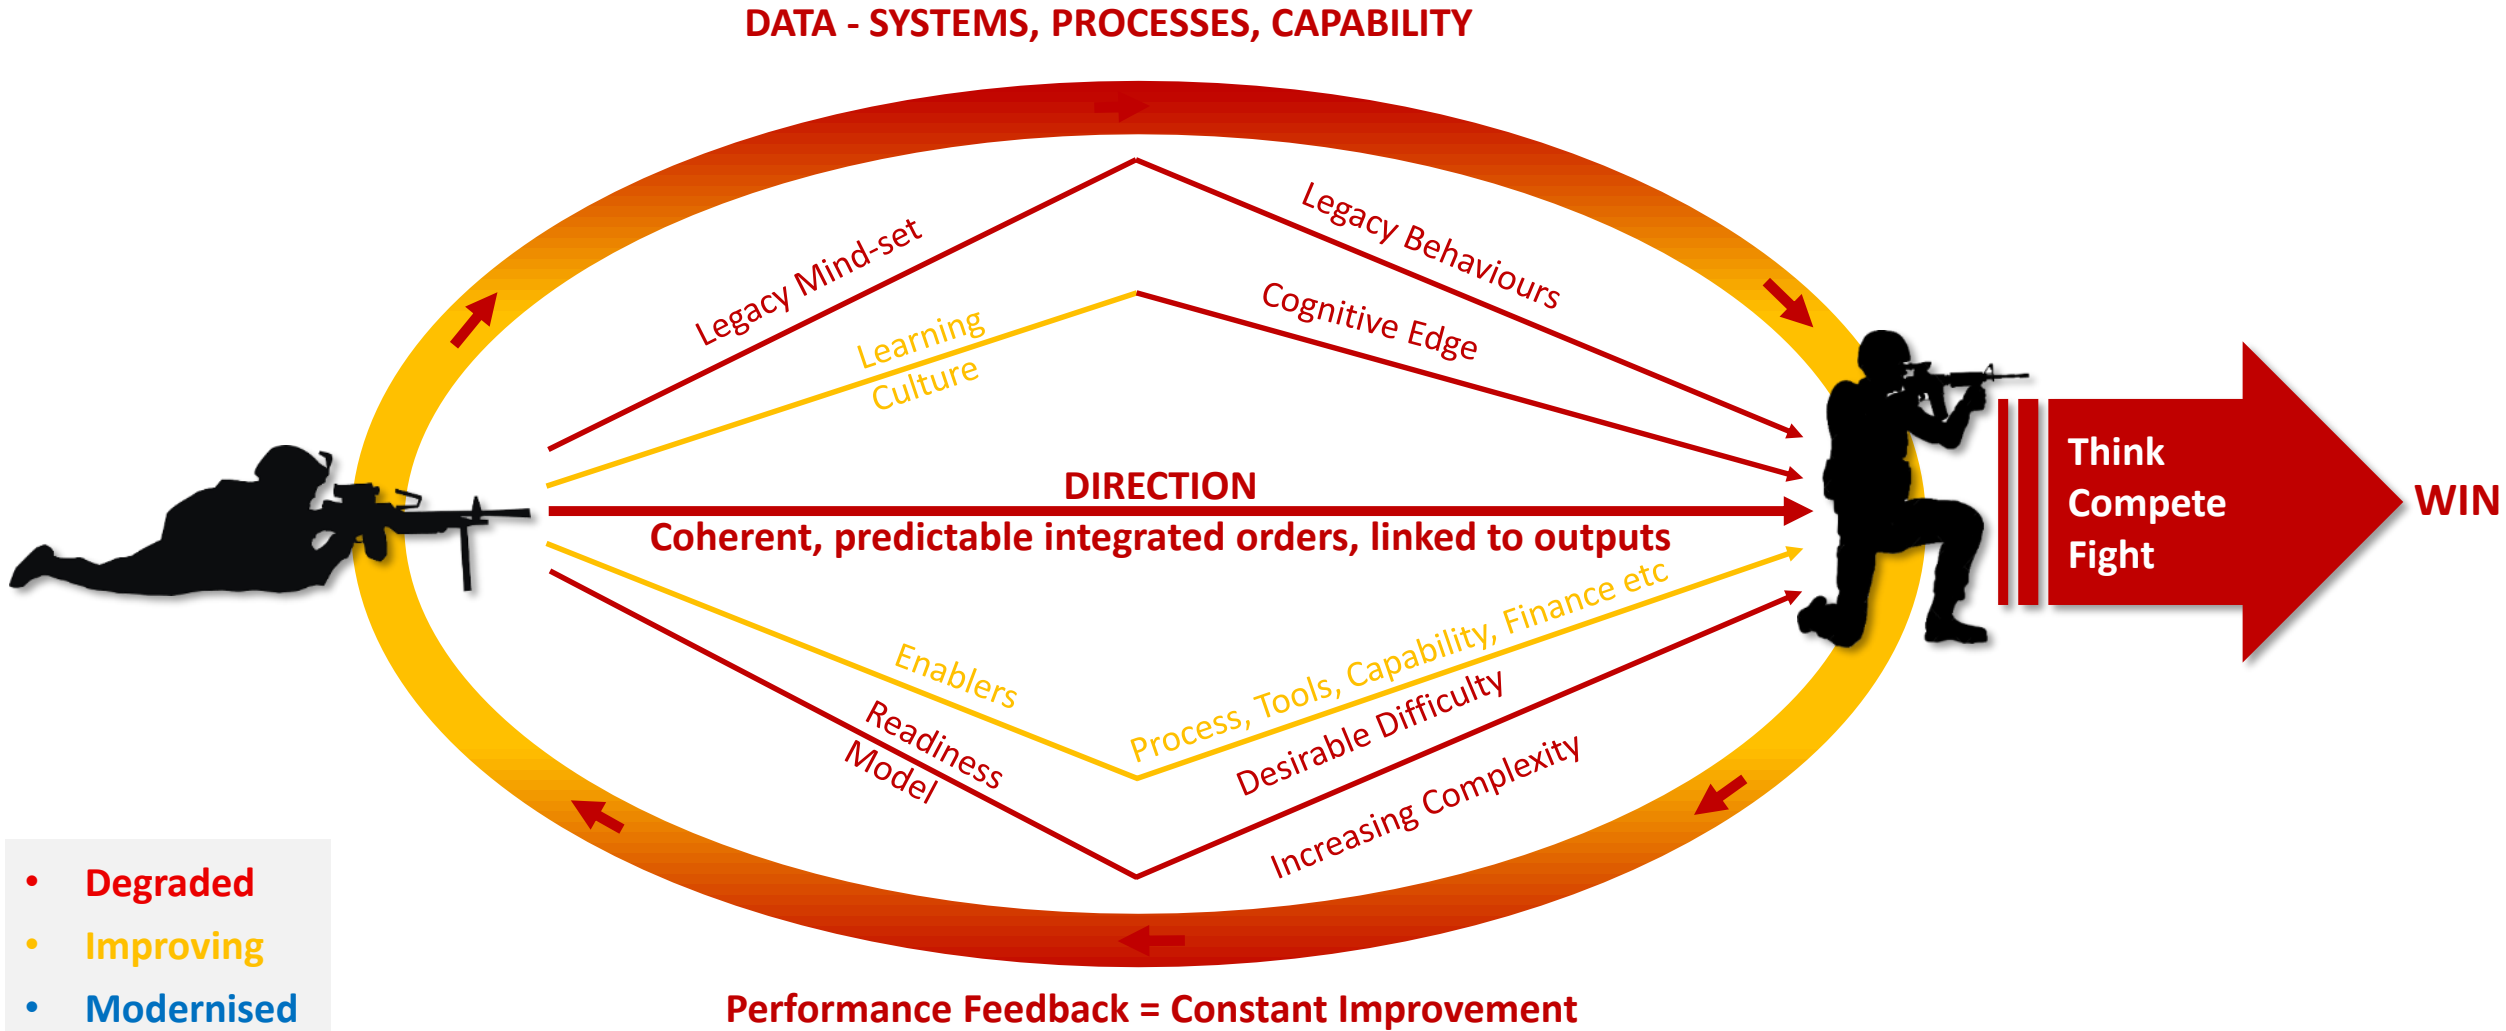 DATA - SYSTEMS, PROCESSES, CAPABILITY
Legacy Mind-set
Legacy Behaviours
Learning
Culture
Cognitive Edge
DIRECTION
Coherent, predictable integrated orders, linked to outputs
Think
Compete
Fight
WIN
Enablers
Process, Tools, Capability, Finance etc
Readiness
Model
Desirable Difficulty
Increasing Complexity
• Degraded
• Improving
• Modernised
Performance Feedback = Constant Improvement